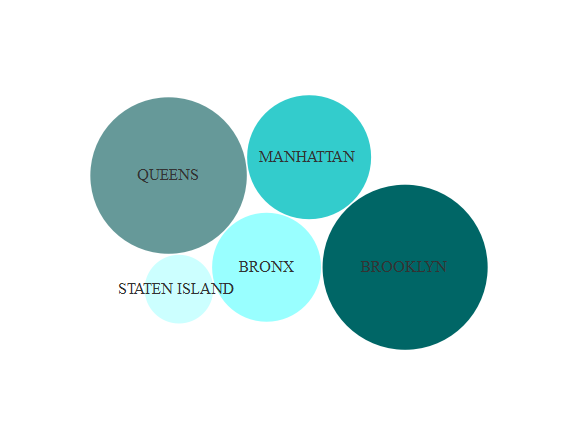 MANHATTAN
QUEENS
BRONX
BROOKLYN
STATEN ISLAND